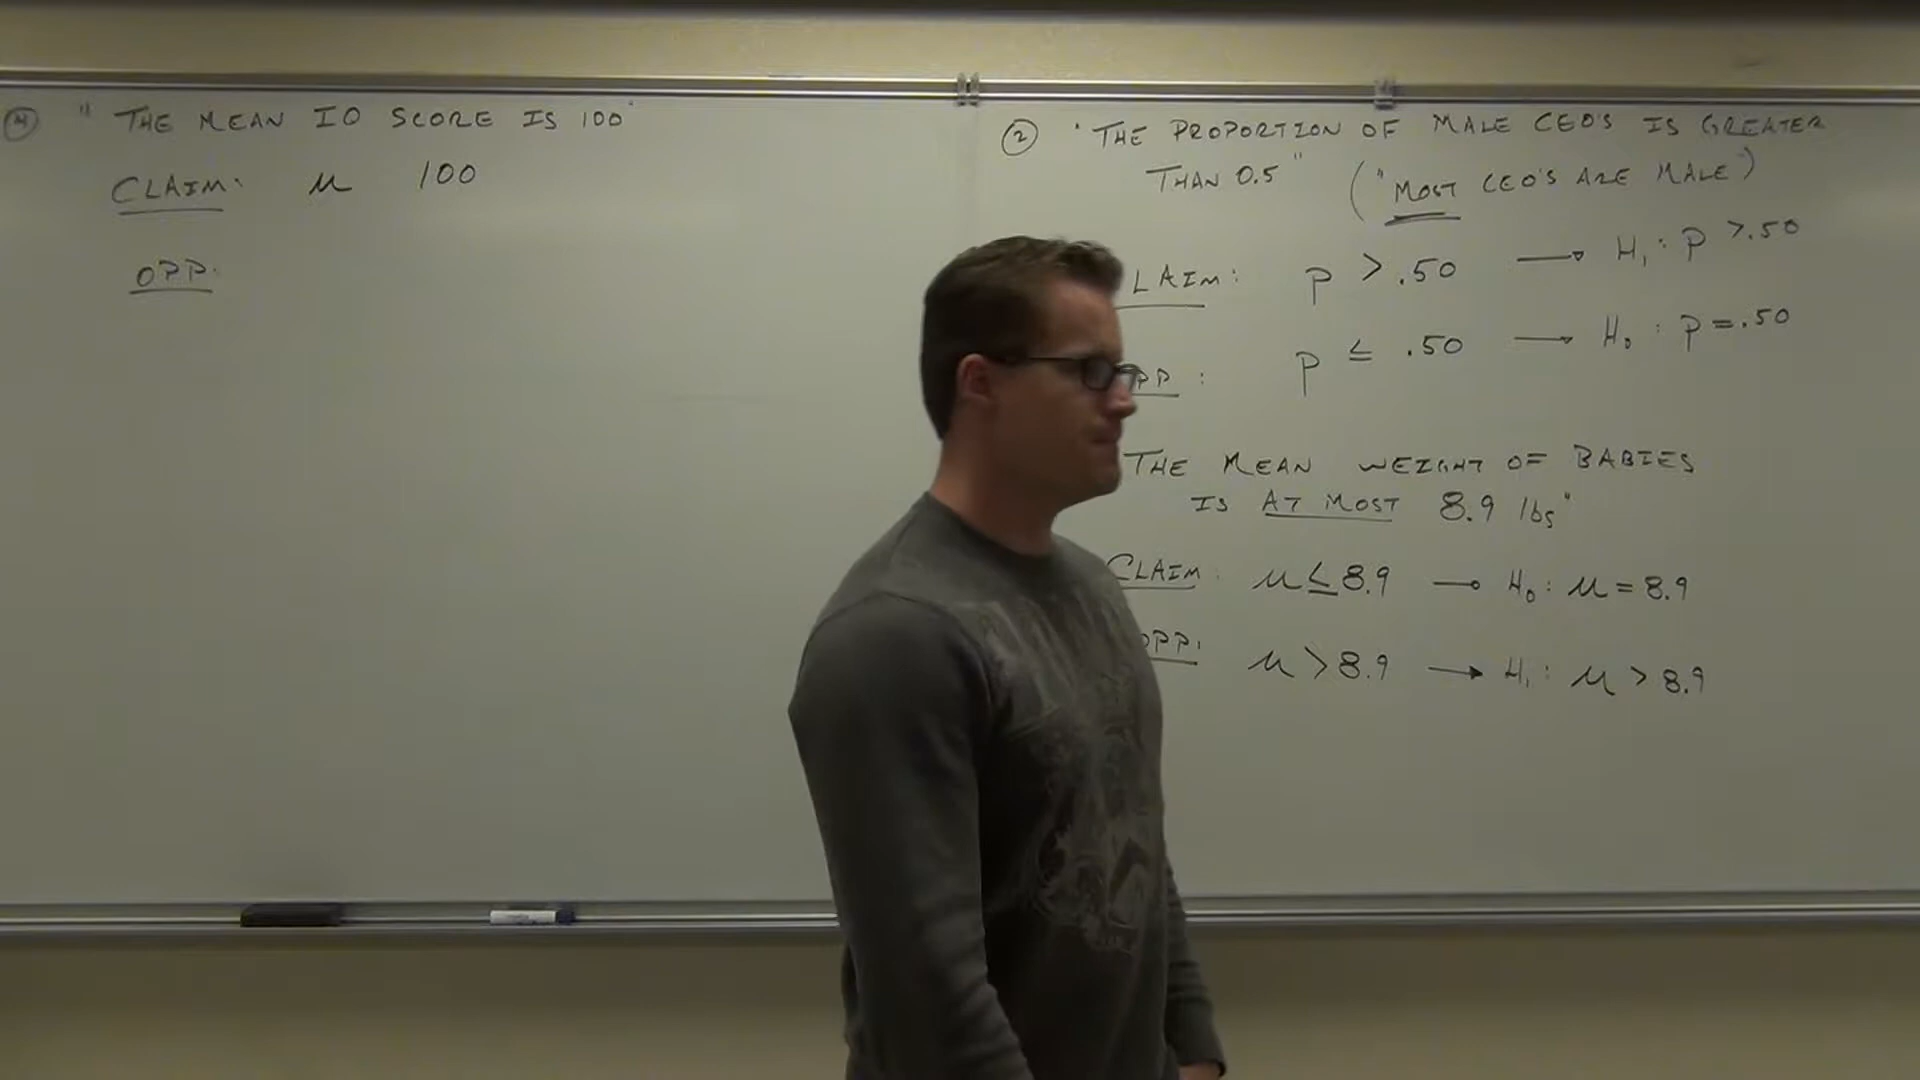 ④ "THE MEAN IQ SCORE IS 100"
CLAIM: μ 100
OPP:
② "THE PROPORTION OF MALE CEO'S IS GREATER
THAN 0.5" ("MOST CEO'S ARE MALE")
LAIM: p > .50 → H₁: p > .50
PP: p ≤ .50 → H₀: p = .50
THE MEAN WEIGHT OF BABIES
IS AT MOST 8.9 lbs"
CLAIM: μ ≤ 8.9 → H₀: μ = 8.9
OPP: μ > 8.9 → H₁: μ > 8.9